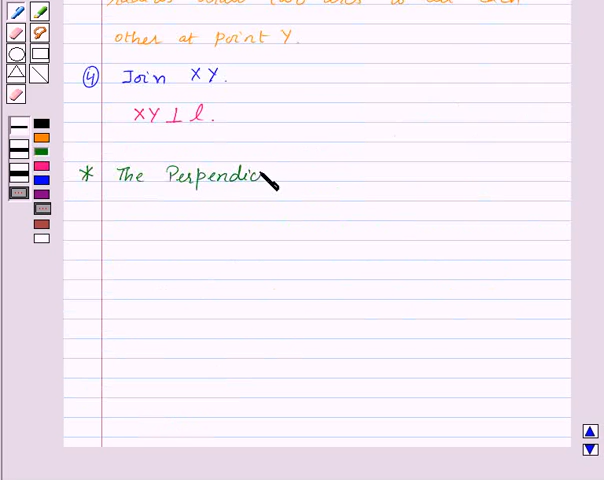 other at point Y.
④ Join XY.
XY ⊥ l.
* The Perpendic